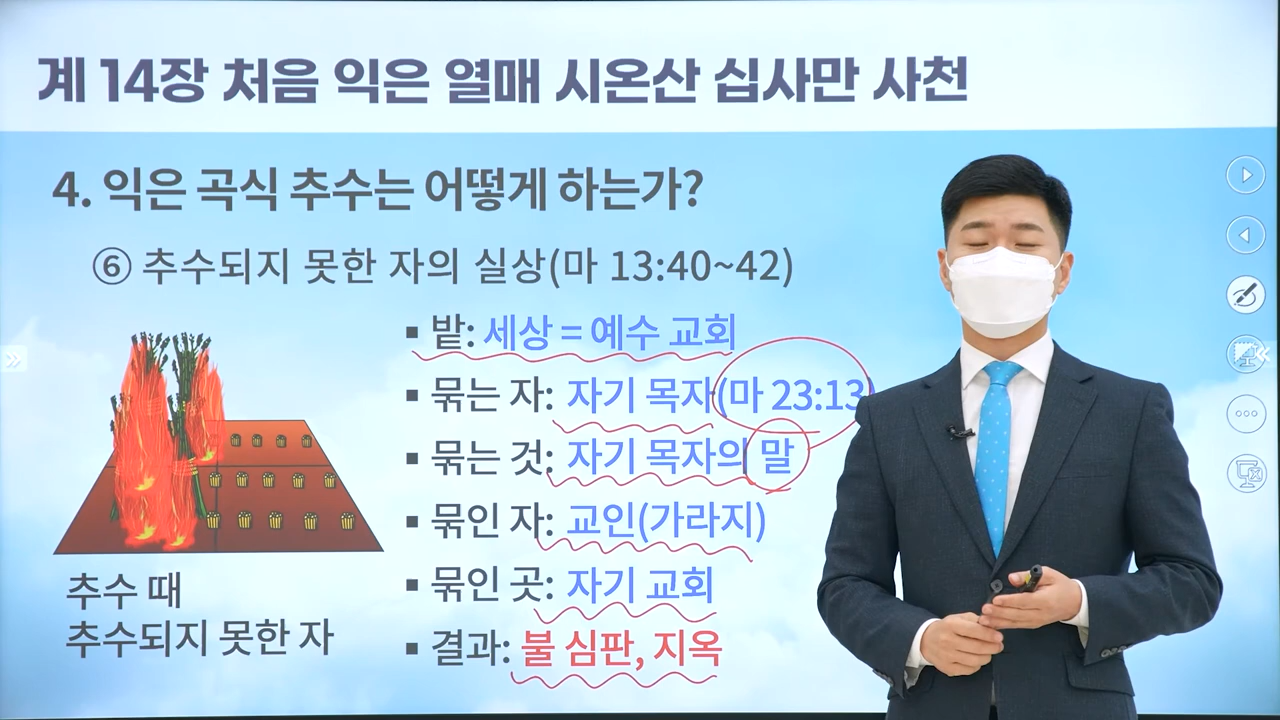 계 14장 처음 익은 열매 시온산 십사만 사천
4. 익은 곡식 추수는 어떻게 하는가?
⑥ 추수되지 못한 자의 실상(마 13:40~42)
▪ 밭: 세상 = 예수 교회
▪ 묶는 자: 자기 목자(마 23:13)
▪ 묶는 것: 자기 목자의 말
▪ 묶인 자: 교인(가라지)
▪ 묶인 곳: 자기 교회
▪ 결과: 불 심판, 지옥
추수 때
추수되지 못한 자